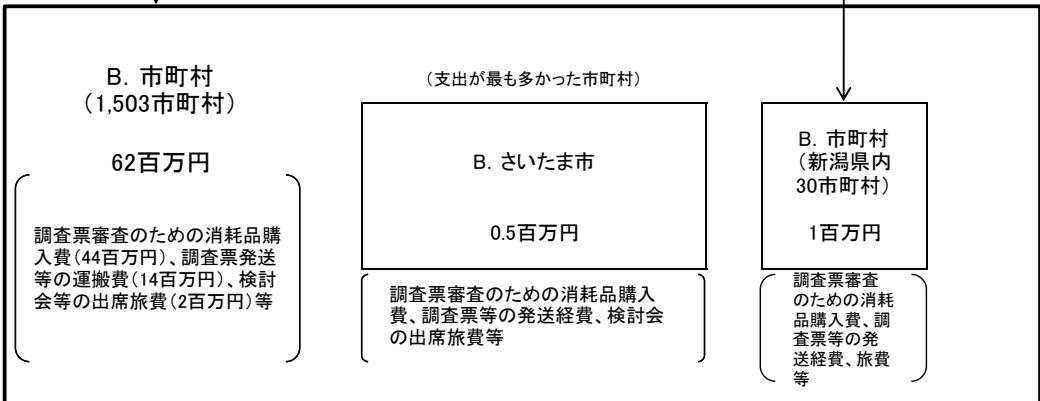 B. 市町村
（1,503市町村）
62百万円
調査票審査のための消耗品購
入費（44百万円）、調査票発送
等の運搬費（14百万円）、検討
会等の出席旅費（2百万円）等
（支出が最も多かった市町村）
B. さいたま市
0.5百万円
調査票審査のための消耗品購入
費、調査票等の発送経費、検討会
の出席旅費等
B. 市町村
（新潟県内
30市町村）
1百万円
調査票審査
のための消耗
品購入費、調
査票等の発
送経費、旅費
等